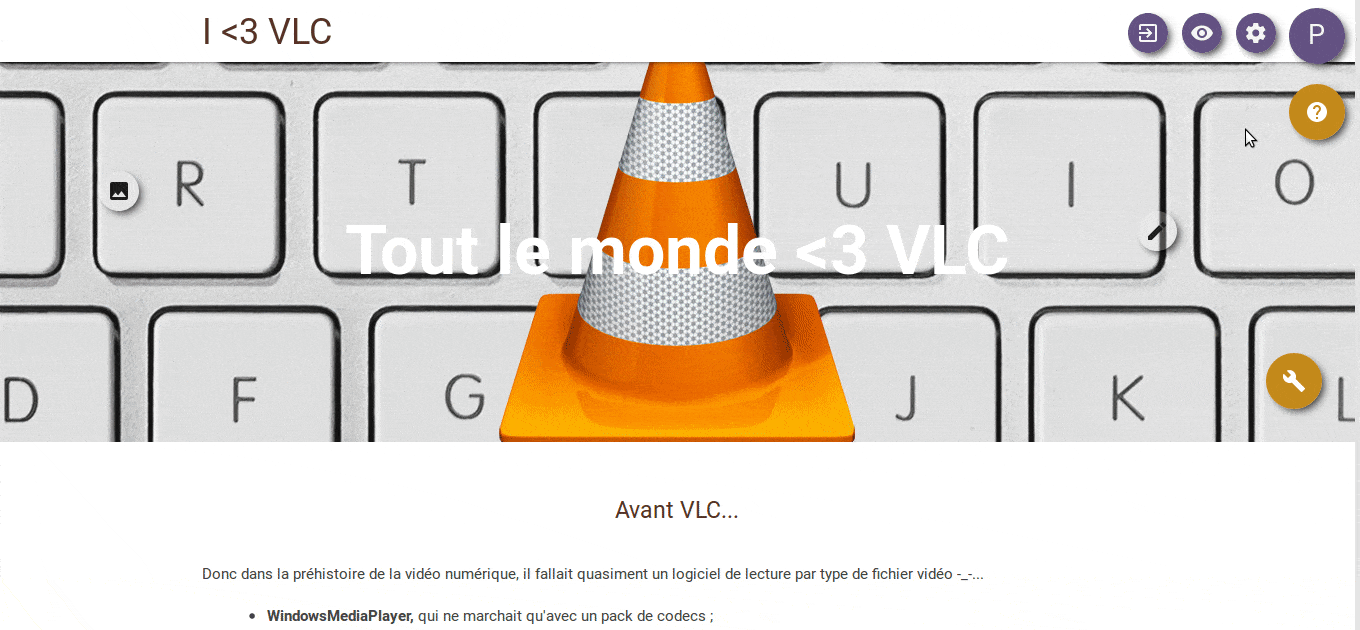 I <3 VLC
P
?
R
T
U
I
O
Tout le monde <3 VLC
D
F
G
J
K
L
Avant VLC...
Donc dans la préhistoire de la vidéo numérique, il fallait quasiment un logiciel de lecture par type de fichier vidéo -_-...
• WindowsMediaPlayer, qui ne marchait qu'avec un pack de codecs ;